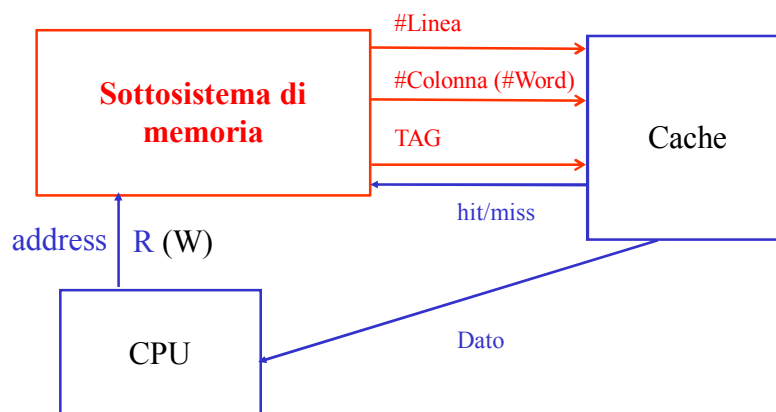 #Linea
Sottosistema di
memoria
#Colonna (#Word)
TAG
Cache
hit/miss
address R (W)
Dato
CPU